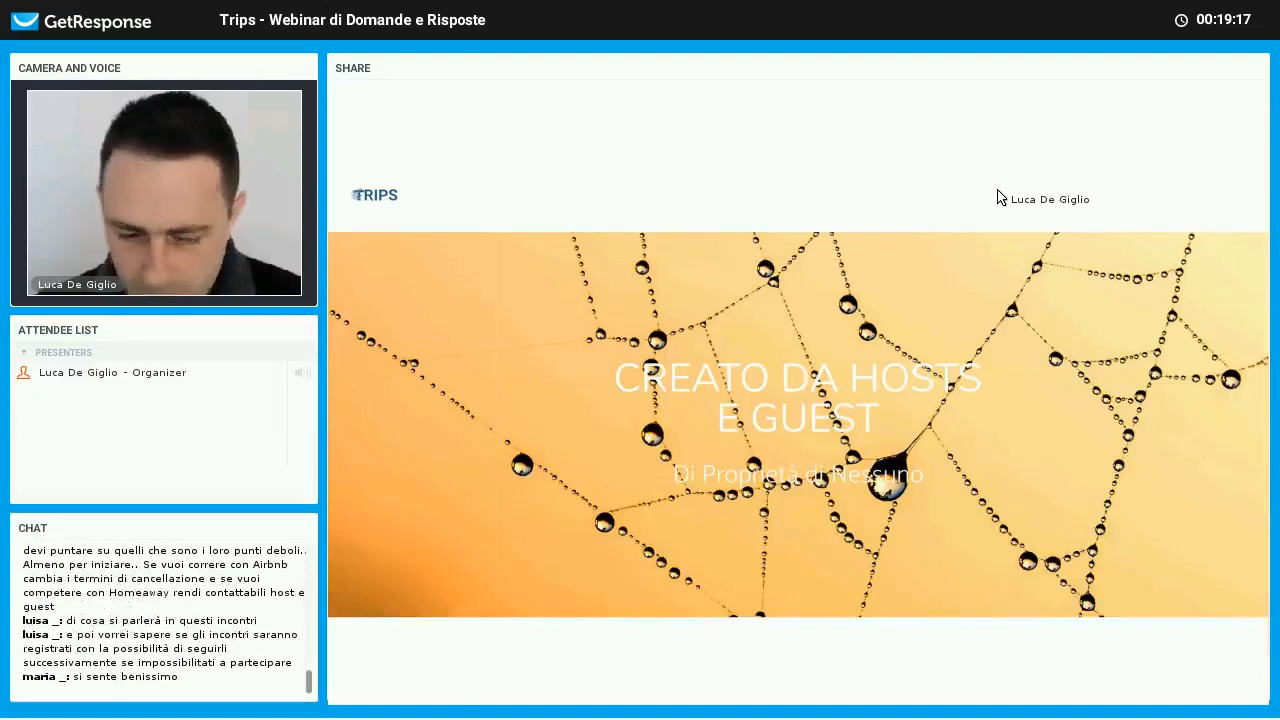 GetResponse
Trips - Webinar di Domande e Risposte
00:19:17
CAMERA AND VOICE
Luca De Giglio
ATTENDEE LIST
PRESENTERS
Luca De Giglio - Organizer
CHAT
devi puntare su quelli che sono i loro punti deboli..
Almeno per iniziare.. Se vuoi correre con Airbnb
cambia i termini di cancellazione e se vuoi
competere con Homeaway rendi contattabili host e
guest
luisa _: di cosa si parlerà in questi incontri
luisa _: e poi vorrei sapere se gli incontri saranno
registrati con la possibilità di seguirli
successivamente se impossibilitati a partecipare
maria _: si sente benissimo
SHARE
TRIPS
Luca De Giglio
CREATO DA HOSTS
E GUEST
Di Proprietà di Nessuno